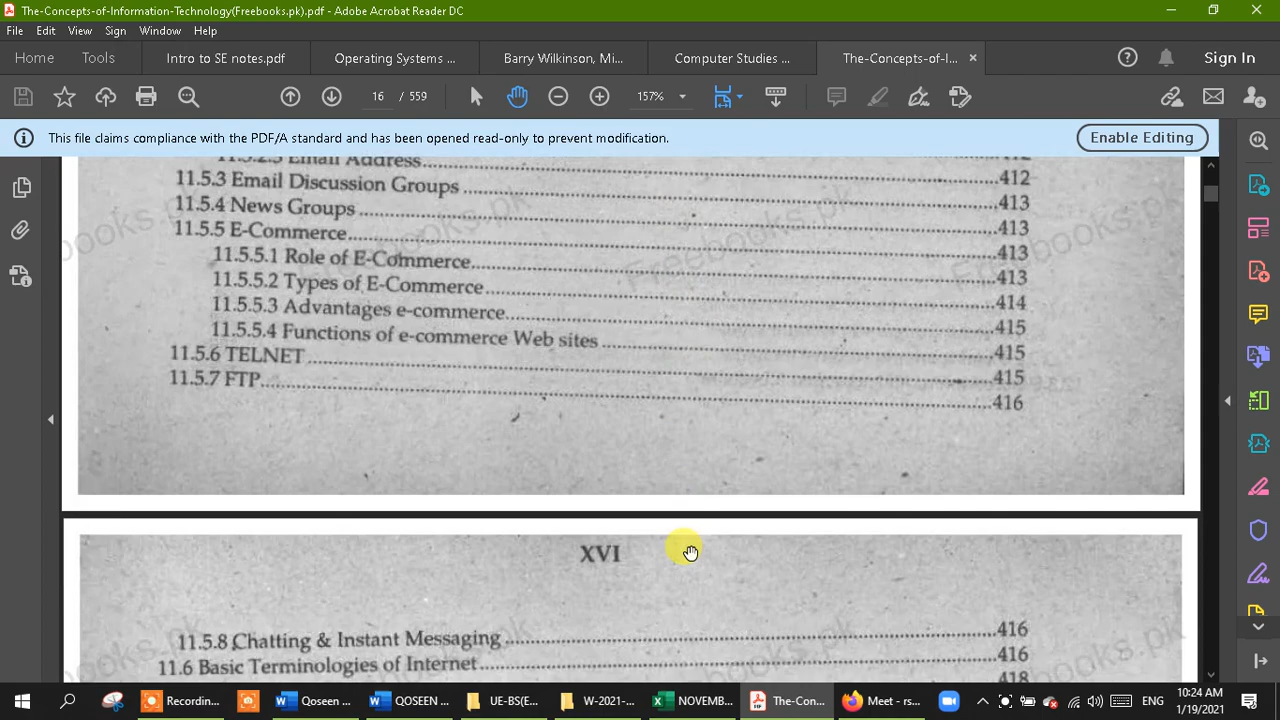 The-Concepts-of-Information-Technology(Freebooks.pk).pdf - Adobe Acrobat Reader DC
File Edit View Sign Window Help
Home Tools Intro to SE notes.pdf Operating Systems ... Barry Wilkinson, Mi... Computer Studies ... The-Concepts-of-I... Sign In
16 / 559 157%
This file claims compliance with the PDF/A standard and has been opened read-only to prevent modification. Enable Editing
11.5.2.3 Email Address 412
11.5.3 Email Discussion Groups 412
11.5.4 News Groups 413
11.5.5 E-Commerce 413
11.5.5.1 Role of E-Commerce 413
11.5.5.2 Types of E-Commerce 413
11.5.5.3 Advantages e-commerce 414
11.5.5.4 Functions of e-commerce Web sites 415
11.5.6 TELNET 415
11.5.7 FTP 415
416
Freebooks.pk
XVI
11.5.8 Chatting & Instant Messaging 416
11.6 Basic Terminologies of Internet 416
418
Recordin... Qoseen ... QOSEEN ... UE-BS(E... W-2021-... NOVEMB... The-Con... Meet - rs... ENG 10:24 AM
1/19/2021